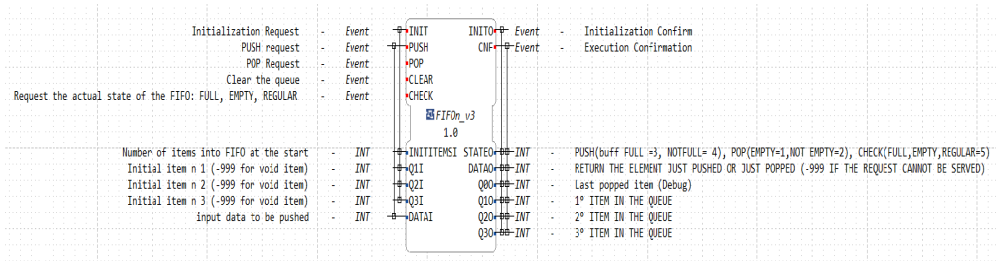 Initialization Request - Event INIT INITO Event - Initialization Confirm
PUSH request - Event PUSH CNF Event - Execution Confirmation
POP Request - Event POP
Clear the queue - Event CLEAR
Request the actual state of the FIFO: FULL, EMPTY, REGULAR - Event CHECK
FIFOn_v3
1.0
Number of items into FIFO at the start - INT INITITEMSI STATEO INT - PUSH(buff FULL =3, NOTFULL= 4), POP(EMPTY=1,NOT EMPTY=2), CHECK(FULL,EMPTY,REGULAR=5)
Initial item n 1 (-999 for void item) - INT Q1I DATAO INT - RETURN THE ELEMENT JUST PUSHED OR JUST POPPED (-999 IF THE REQUEST CANNOT BE SERVED)
Initial item n 2 (-999 for void item) - INT Q2I Q0O INT - Last popped item (Debug)
Initial item n 3 (-999 for void item) - INT Q3I Q1O INT - 1º ITEM IN THE QUEUE
input data to be pushed - INT DATAI Q2O INT - 2º ITEM IN THE QUEUE
Q3O INT - 3º ITEM IN THE QUEUE